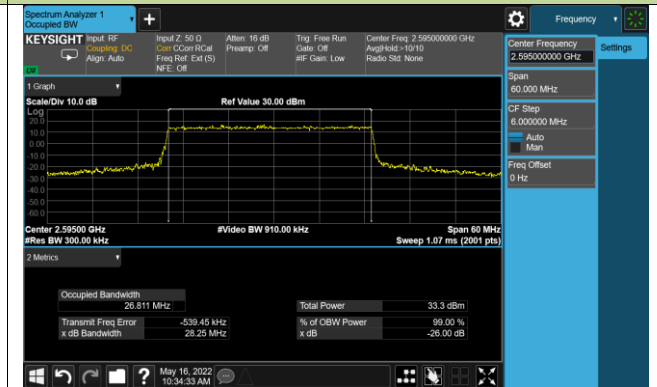 Spectrum Analyzer 1
Occupied BW
Frequency
KEYSIGHT
Input: RF
Coupling: DC
Align: Auto
Input Z: 50 Ω
Corr CCorr RCal
Freq Ref: Ext (S)
NFE: Off
Atten: 16 dB
Preamp: Off
Trig: Free Run
Gate: Off
#IF Gain: Low
Center Freq: 2.595000000 GHz
Avg|Hold:>10/10
Radio Std: None
Center Frequency
2.595000000 GHz
Settings
Span
60.000 MHz
CF Step
6.000000 MHz
Auto
Man
Freq Offset
0 Hz
1 Graph
Scale/Div 10.0 dB
Ref Value 30.00 dBm
Log
20.0
10.0
0.00
-10.0
-20.0
-30.0
-40.0
-50.0
-60.0
Center 2.59500 GHz
#Video BW 910.00 kHz
Span 60 MHz
#Res BW 300.00 kHz
Sweep 1.07 ms (2001 pts)
2 Metrics
Occupied Bandwidth
26.811 MHz
Total Power
33.3 dBm
Transmit Freq Error
-539.45 kHz
% of OBW Power
99.00 %
x dB Bandwidth
28.25 MHz
x dB
-26.00 dB
May 16, 2022
10:34:33 AM